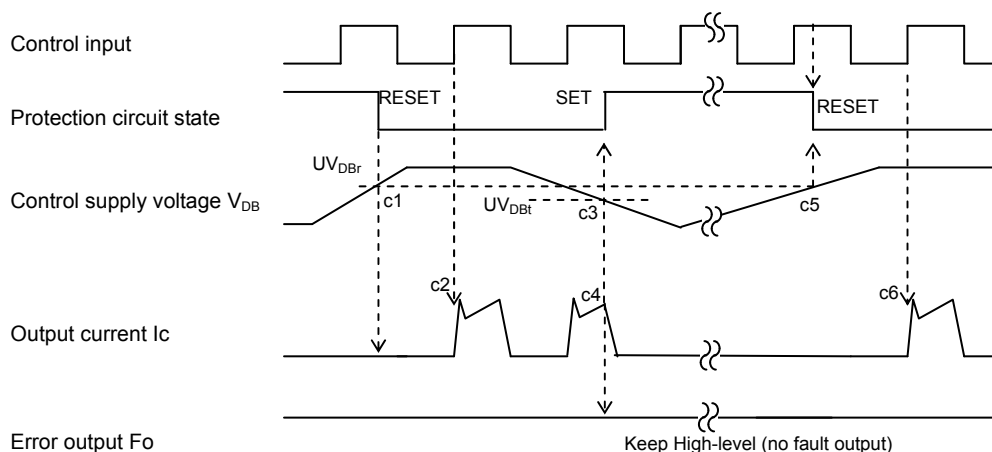 Control input
RESET
SET
RESET
Protection circuit state
UVDBr
Control supply voltage VDB
c1
UVDBt
c3
c5
c2
c4
c6
Output current Ic
Error output Fo
Keep High-level (no fault output)